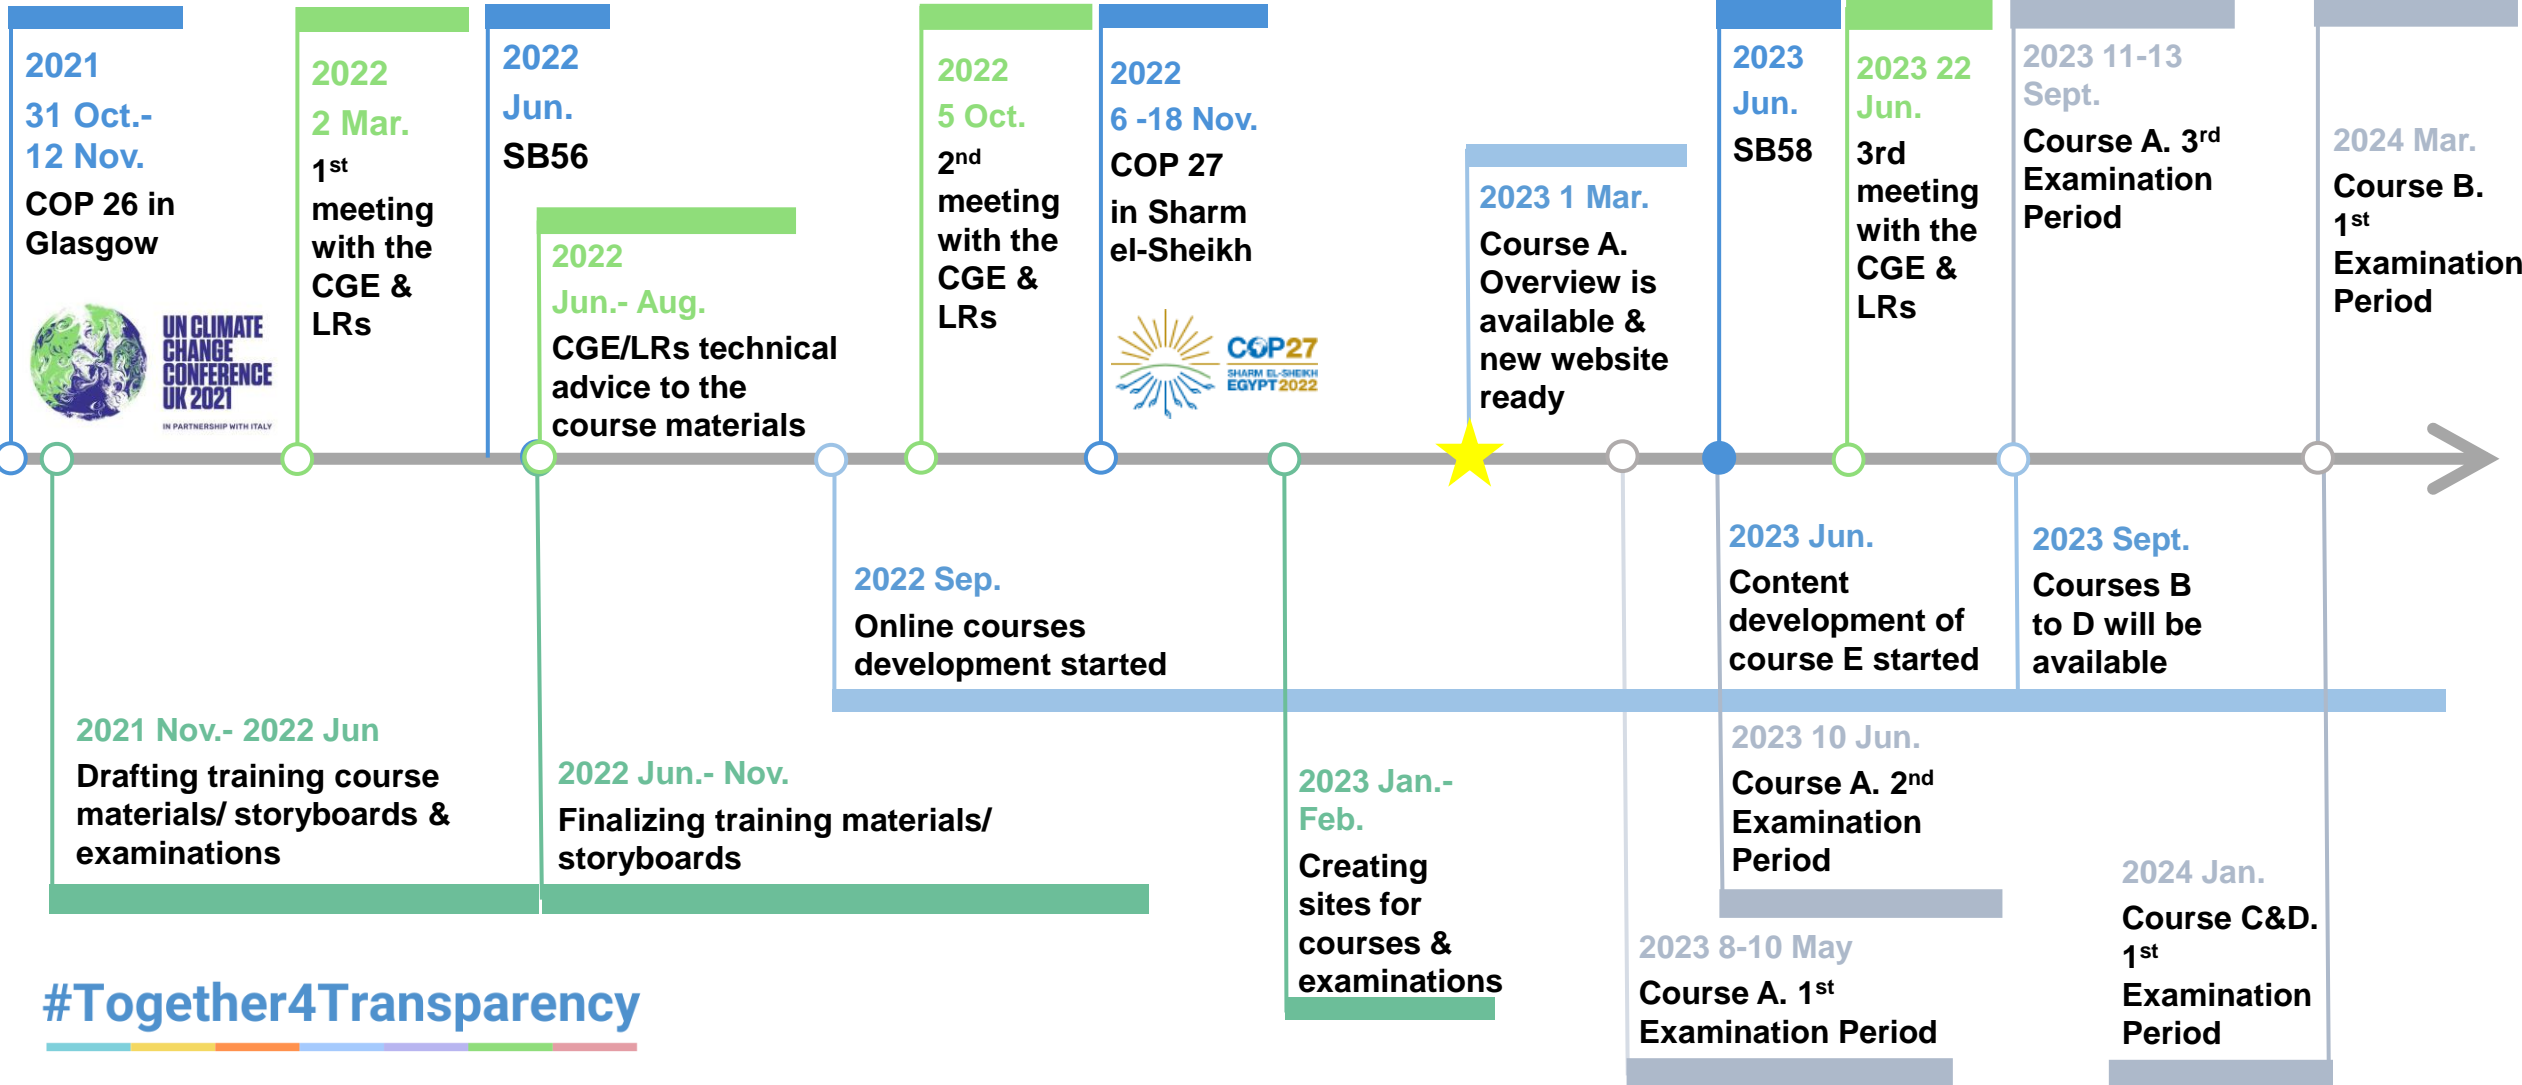 2021
31 Oct.-
12 Nov.
COP 26 in
Glasgow
UN CLIMATE
CHANGE
CONFERENCE
UK 2021
IN PARTNERSHIP WITH ITALY
2022
2 Mar.
1st
meeting
with the
CGE &
LRs
2022
Jun.
SB56
2022
Jun.- Aug.
CGE/LRs technical
advice to the
course materials
2022
5 Oct.
2nd
meeting
with the
CGE &
LRs
2022
6 -18 Nov.
COP 27
in Sharm
el-Sheikh
COP27
SHARM EL-SHEIKH
EGYPT 2022
2023 1 Mar.
Course A.
Overview is
available &
new website
ready
2023
Jun.
SB58
2023 22
Jun.
3rd
meeting
with the
CGE &
LRs
2023 11-13
Sept.
Course A. 3rd
Examination
Period
2024 Mar.
Course B.
1st
Examination
Period
2021 Nov.- 2022 Jun
Drafting training course
materials/ storyboards &
examinations
2022 Jun.- Nov.
Finalizing training materials/
storyboards
2022 Sep.
Online courses
development started
2023 Jan.-
Feb.
Creating
sites for
courses &
examinations
2023 Jun.
Content
development of
course E started
2023 10 Jun.
Course A. 2nd
Examination
Period
2023 8-10 May
Course A. 1st
Examination Period
2023 Sept.
Courses B
to D will be
available
2024 Jan.
Course C&D.
1st
Examination
Period
#Together4Transparency